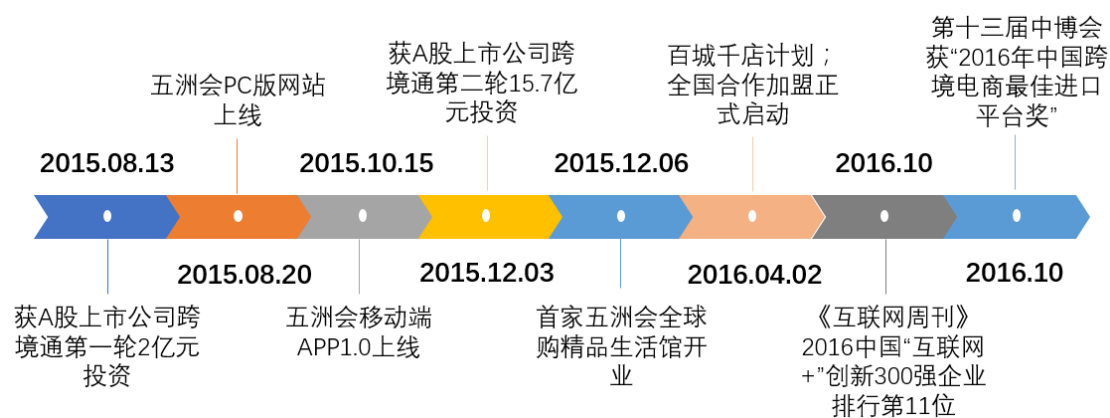 2015.08.13
获A股上市公司跨
境通第一轮2亿元
投资
五洲会PC版网站
上线
2015.08.20
2015.10.15
五洲会移动端
APP1.0上线
获A股上市公司跨
境通第二轮15.7亿
元投资
2015.12.03
2015.12.06
首家五洲会全球
购精品生活馆开
业
百城千店计划；
全国合作加盟正
式启动
2016.04.02
2016.10
《互联网周刊》
2016中国“互联网
+”创新300强企业
排行第11位
第十三届中博会
获“2016年中国跨
境电商最佳进口
平台奖”
2016.10